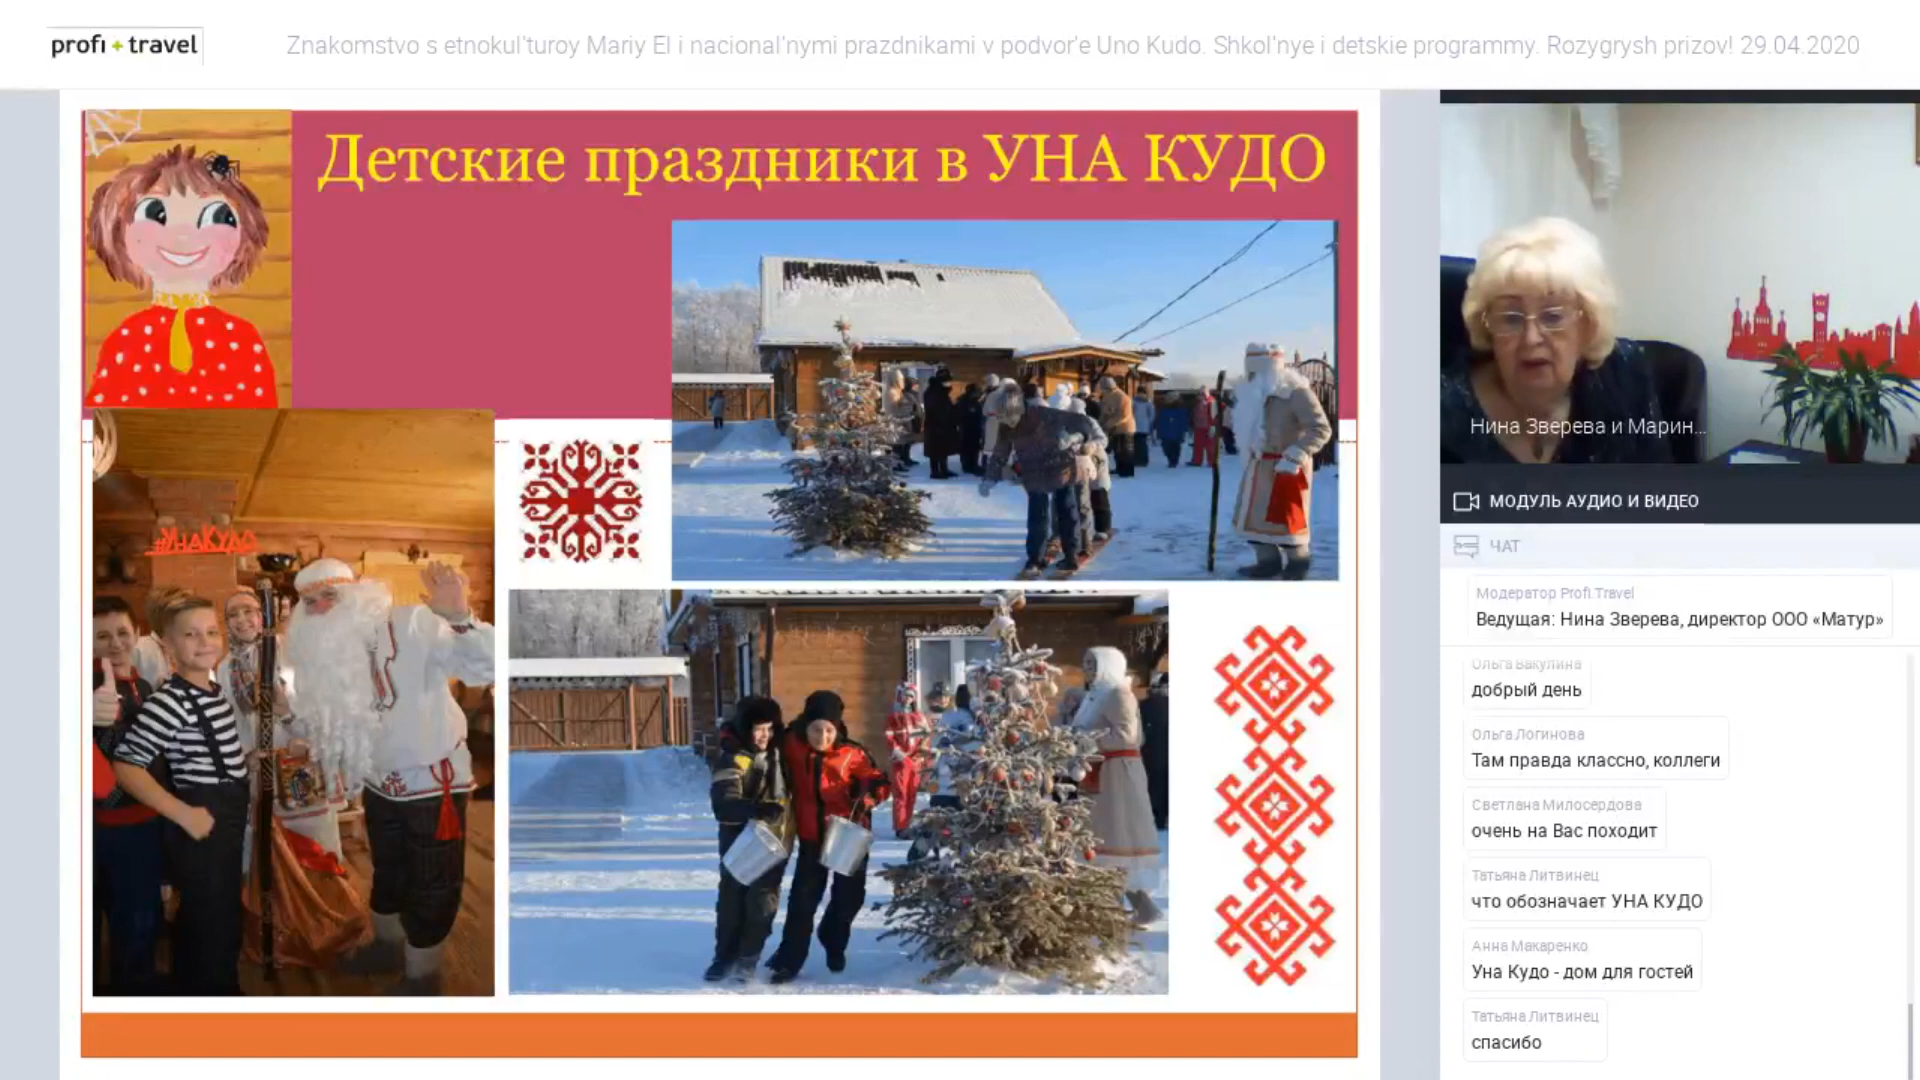 profi + travel
Znakomstvo s etnokul'turoy Mariy El i nacional'nymi prazdnikami v podvor'e Uno Kudo. Shkol'nye i detskie programmy. Rozygrysh prizov! 29.04.2020
Детские праздники в УНА КУДО
#УнаКудо
Нина Зверева и Марин...
МОДУЛЬ АУДИО И ВИДЕО
ЧАТ
Модератор Profi.Travel
Ведущая: Нина Зверева, директор ООО «Матур»
Ольга Вакулина
добрый день
Ольга Логинова
Там правда классно, коллеги
Светлана Милосердова
очень на Вас походит
Татьяна Литвинец
что обозначает УНА КУДО
Анна Макаренко
Уна Кудо - дом для гостей
Татьяна Литвинец
спасибо